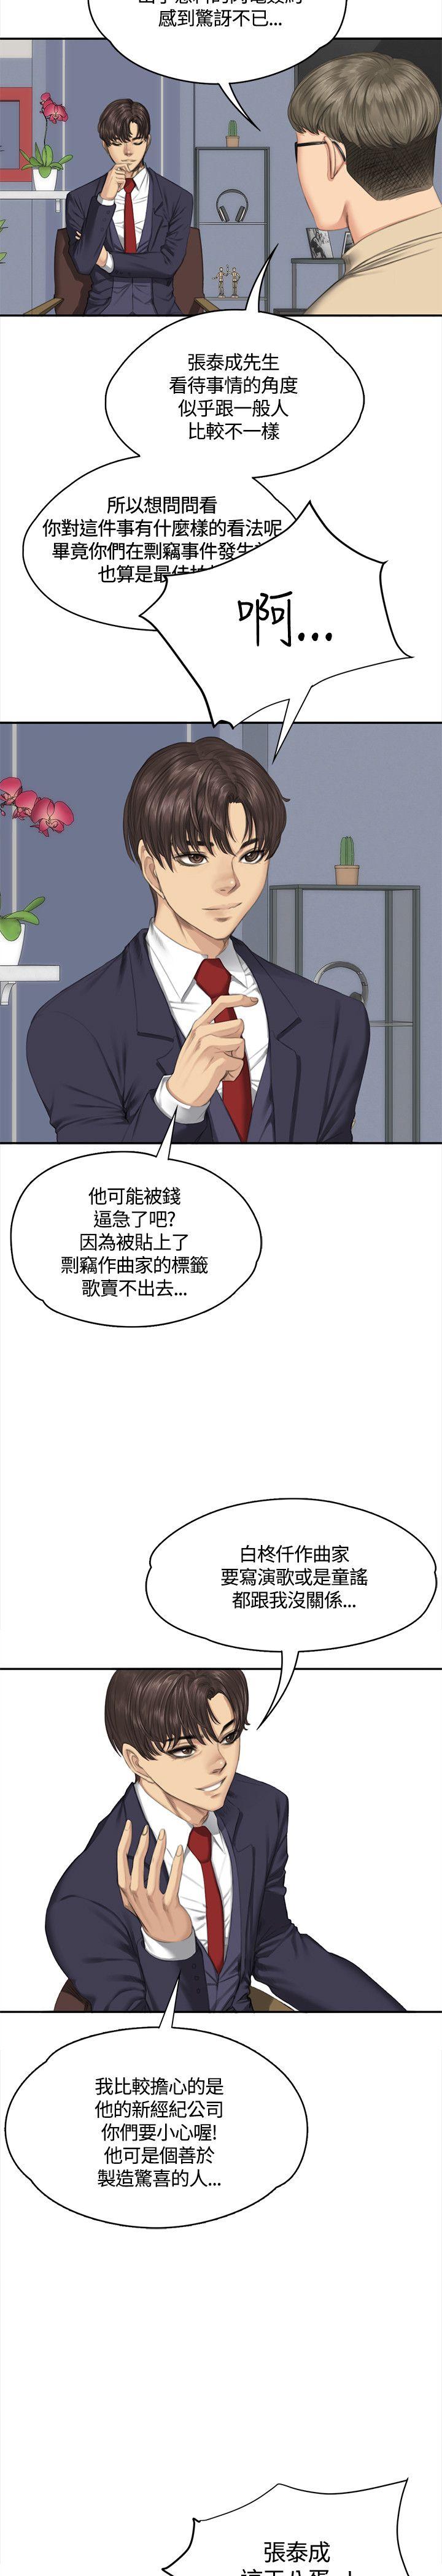 感到驚訝不已...
張泰成先生
看待事情的角度
似乎跟一般人
比較不一樣
所以想問問看
你對這件事有什麼樣的看法呢
畢竟你們在剽竊事件發生
也算是最佳
啊...
他可能被錢
逼急了吧?
因為被貼上了
剽竊作曲家的標籤
歌賣不出去...
白柊仟作曲家
要寫演歌或是童謠
都跟我沒關係...
我比較擔心的是
他的新經紀公司
你們要小心喔!
他可是個善於
製造驚喜的人...
張泰成